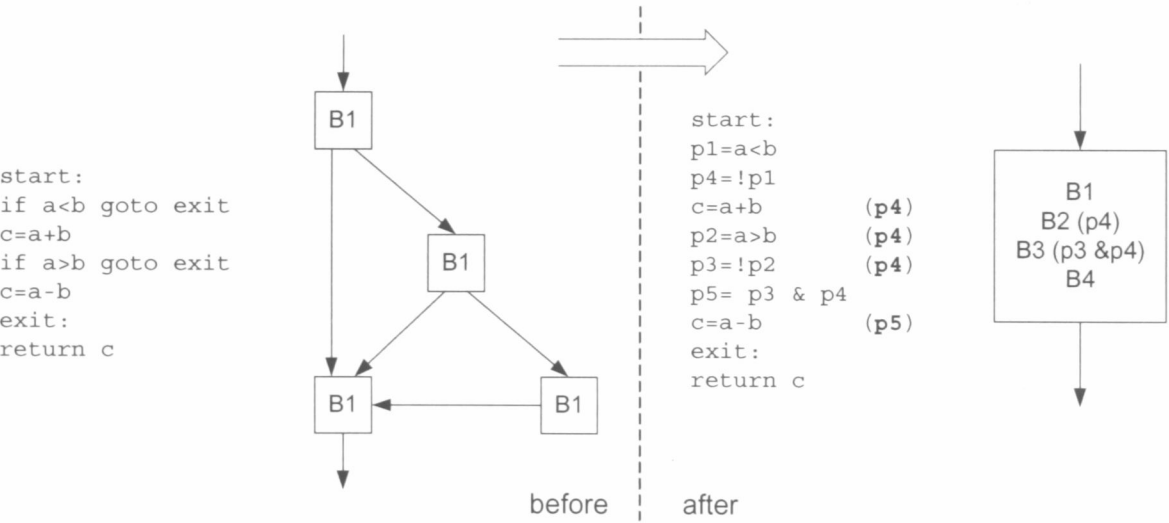 start:
if a<b goto exit
c=a+b
if a>b goto exit
c=a-b
exit:
return c
B1
B1
B1
B1
before
after
start:
p1=a<b
p4=!p1
c=a+b (p4)
p2=a>b (p4)
p3=!p2 (p4)
p5= p3 & p4
c=a-b (p5)
exit:
return c
B1
B2 (p4)
B3 (p3 &p4)
B4